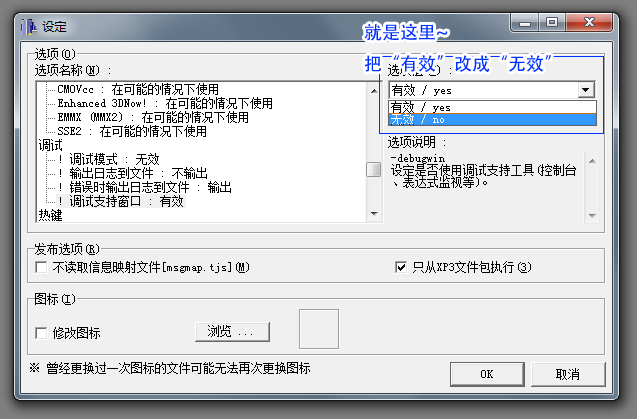 设定
就是这里~
把“有效”改成“无效”
选项(O)
选项名称(N) :
CMOVcc : 在可能的情况下使用
Enhanced 3DNow! : 在可能的情况下使用
EMMX (MMX2) : 在可能的情况下使用
SSE2 : 在可能的情况下使用
调试
! 调试模式 : 无效
! 输出日志到文件 : 不输出
! 错误时输出日志到文件 : 输出
! 调试支持窗口 : 有效
热键
有效 / yes
有效 / yes
无效 / no
选项说明 :
-debugwin
设定是否使用调试支持工具(控制台
、表达式监视等)。
发布选项(R)
不读取信息映射文件[msgmap.tjs](M)
只从XP3文件包执行(3)
图标(I)
修改图标
浏览 ...
※ 曾经更换过一次图标的文件可能无法再次更换图标
OK
取消